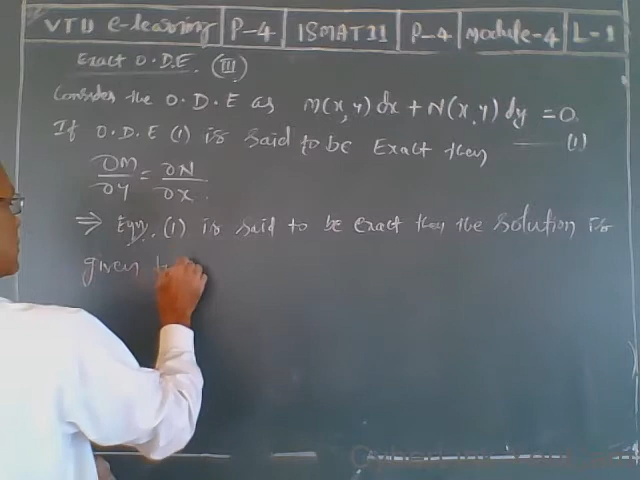 VTU e-learning P-4 15MAT11 P-4 Module-4 L-1
Exact O.D.E. (III)
Consider the O.D.E as M(x,y)dx + N(x,y)dy = 0
If O.D.E (1) is said to be Exact then —— (1)
∂M/∂y = ∂N/∂x.
⇒ Eqn. (1) is said to be exact then the solution is
given